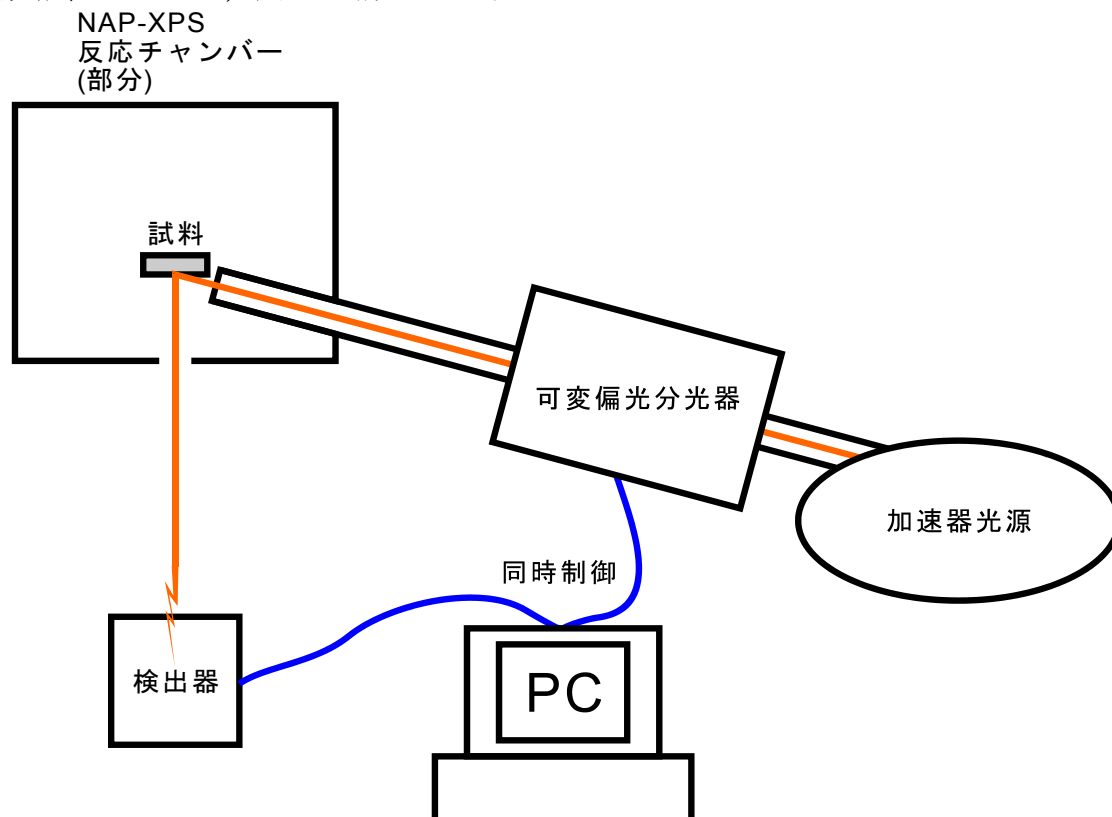 NAP-XPS
反応チャンバー
(部分)
試料
可変偏光分光器
加速器光源
同時制御
検出器
PC